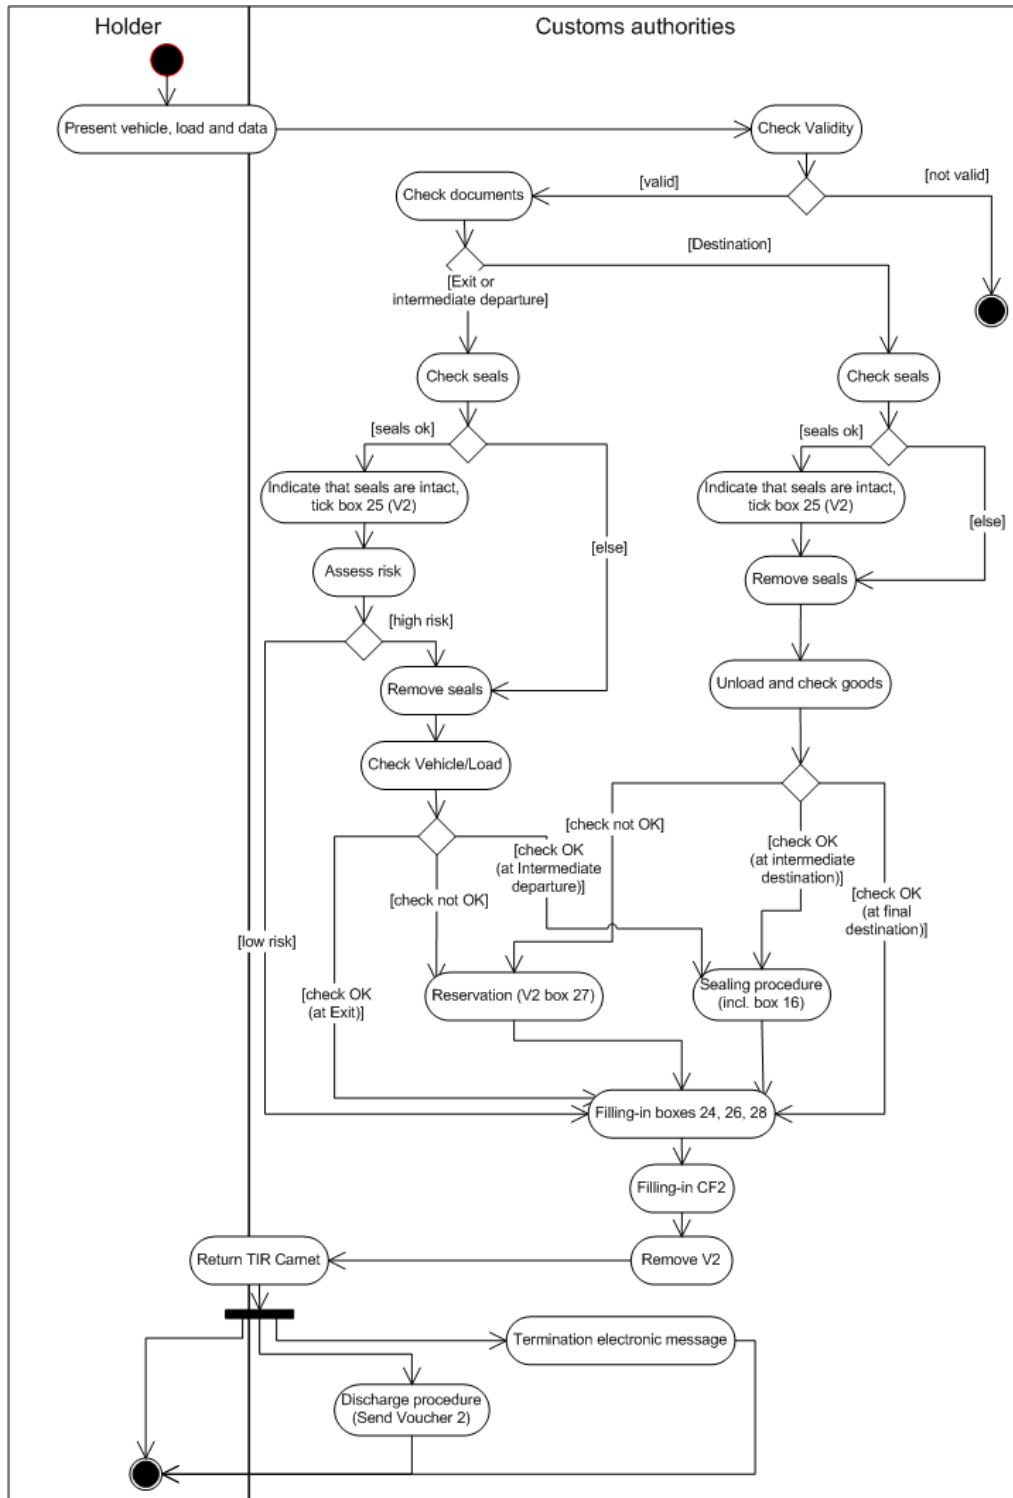 Holder
Customs authorities
Present vehicle, load and data
Check Validity
[valid]
[not valid]
Check documents
[Destination]
[Exit or
intermediate departure]
Check seals
Check seals
[seals ok]
[seals ok]
Indicate that seals are intact,
tick box 25 (V2)
Indicate that seals are intact,
tick box 25 (V2)
[else]
[else]
Assess risk
Remove seals
[high risk]
Remove seals
Unload and check goods
Check Vehicle/Load
[check not OK]
[check OK
(at Intermediate
departure)]
[check OK
(at intermediate
destination)]
[check not OK]
[check OK
(at final
destination)]
[low risk]
[check OK
(at Exit)]
Reservation (V2 box 27)
Sealing procedure
(incl. box 16)
Filling-in boxes 24, 26, 28
Filling-in CF2
Return TIR Carnet
Remove V2
Termination electronic message
Discharge procedure
(Send Voucher 2)